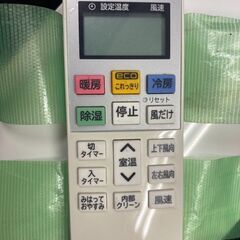 設定温度 風速
暖房
eco
これっきり
冷房
リセット
除湿
停止
風だけ
切
タイマー
室温
上下風向
入
タイマー
左右風向
みはって
おやすみ
内部
クリーン
風速